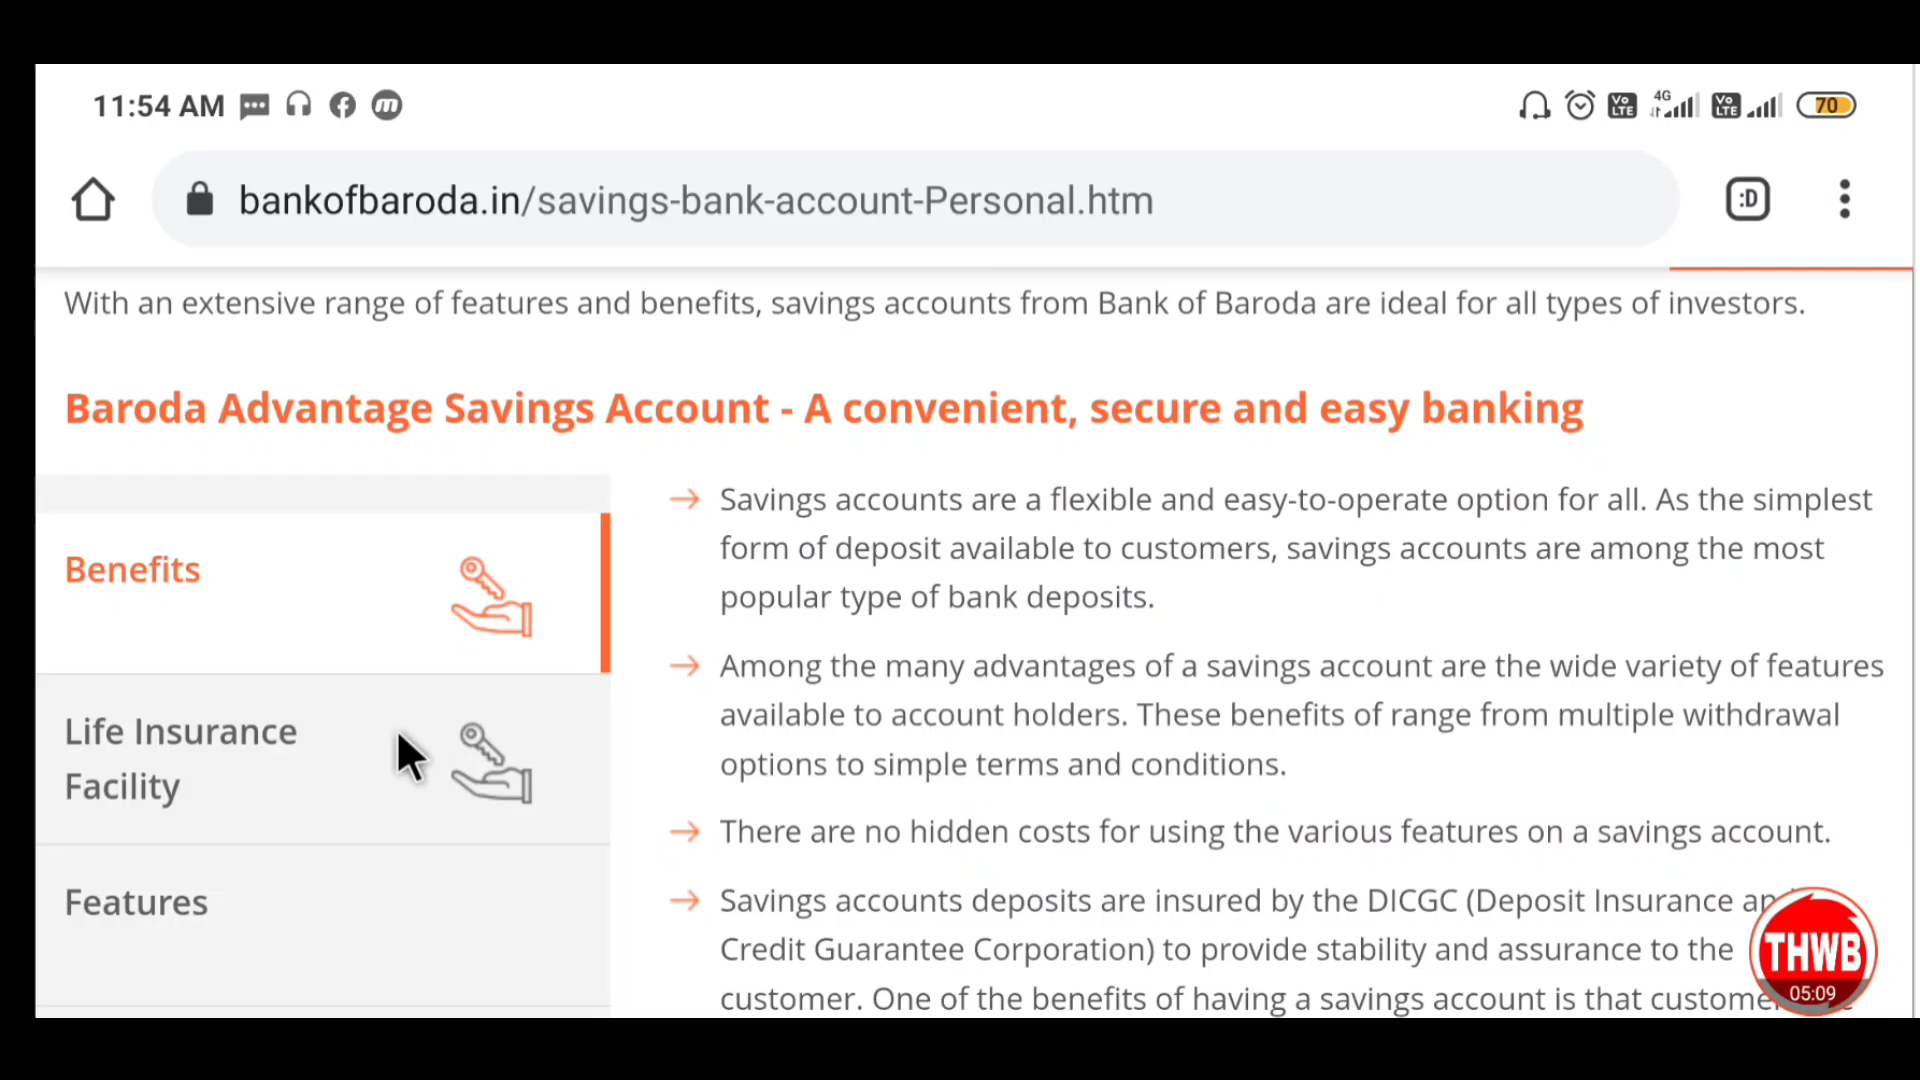 11:54 AM
4G
Vo LTE
Vo LTE
70
bankofbaroda.in/savings-bank-account-Personal.htm
:D
With an extensive range of features and benefits, savings accounts from Bank of Baroda are ideal for all types of investors.
Baroda Advantage Savings Account - A convenient, secure and easy banking
Benefits
Life Insurance
Facility
Features
Savings accounts are a flexible and easy-to-operate option for all. As the simplest
form of deposit available to customers, savings accounts are among the most
popular type of bank deposits.
Among the many advantages of a savings account are the wide variety of features
available to account holders. These benefits of range from multiple withdrawal
options to simple terms and conditions.
There are no hidden costs for using the various features on a savings account.
Savings accounts deposits are insured by the DICGC (Deposit Insurance
Credit Guarantee Corporation) to provide stability and assurance to the
customer. One of the benefits of having a savings account is that
THWB
05:09